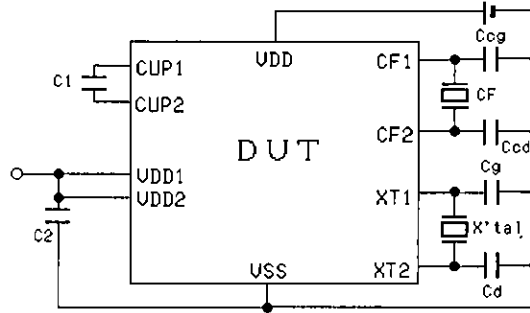 Ccg
VDD
CF1
CUP1
C1
CF
CUP2
CF2
DUT
Ccd
Cg
VDD1
VDD2
XT1
C2
X'tal
VSS
XT2
Cd